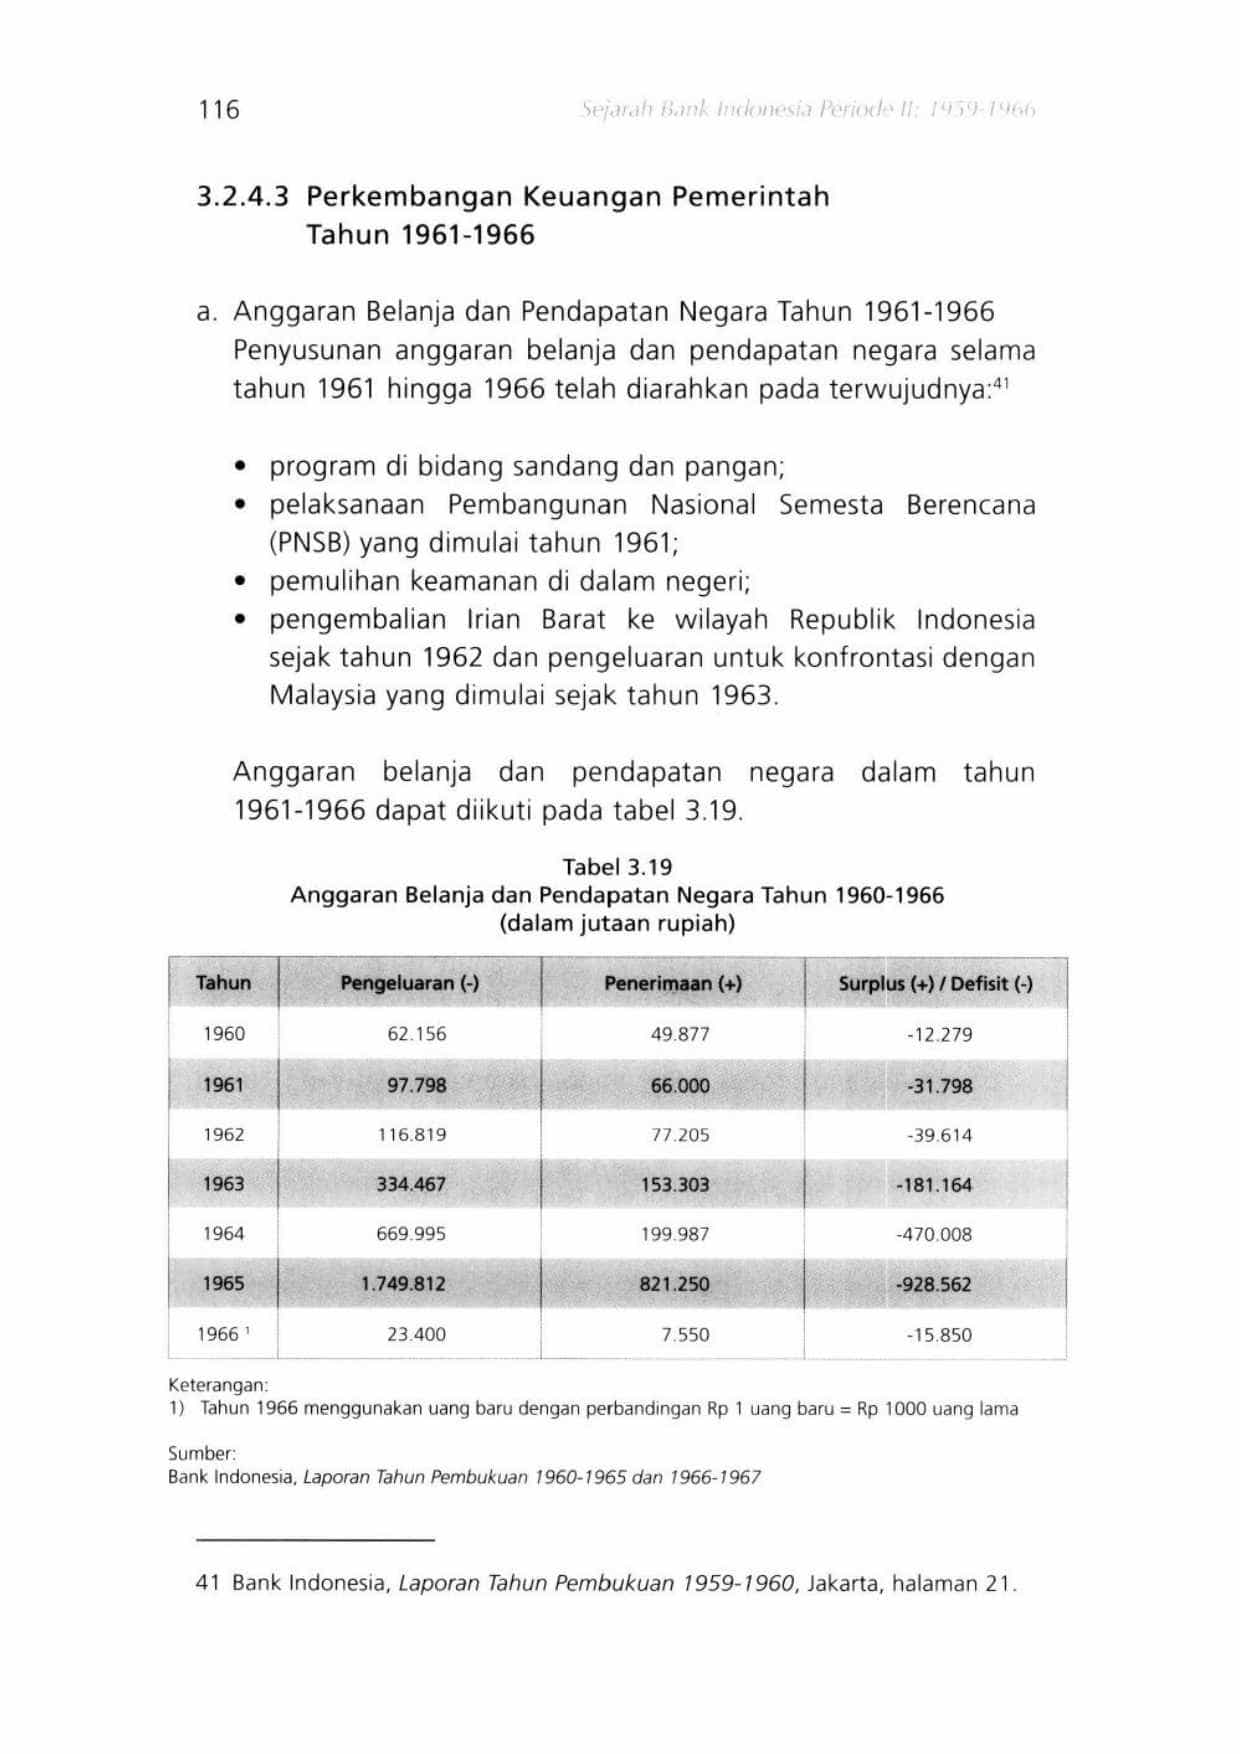 116
Sejarah Bank Indonesia Periode II: 1959-1966
3.2.4.3 Perkembangan Keuangan Pemerintah
Tahun 1961-1966
a. Anggaran Belanja dan Pendapatan Negara Tahun 1961-1966
Penyusunan anggaran belanja dan pendapatan negara selama
tahun 1961 hingga 1966 telah diarahkan pada terwujudnya:⁴¹
• program di bidang sandang dan pangan;
• pelaksanaan Pembangunan Nasional Semesta Berencana
(PNSB) yang dimulai tahun 1961;
• pemulihan keamanan di dalam negeri;
• pengembalian Irian Barat ke wilayah Republik Indonesia
sejak tahun 1962 dan pengeluaran untuk konfrontasi dengan
Malaysia yang dimulai sejak tahun 1963.
Anggaran belanja dan pendapatan negara dalam tahun
1961-1966 dapat diikuti pada tabel 3.19.
Tabel 3.19
Anggaran Belanja dan Pendapatan Negara Tahun 1960-1966
(dalam jutaan rupiah)
Tahun Pengeluaran (-) Penerimaan (+) Surplus (+) / Defisit (-)
1960 62.156 49.877 -12.279
1961 97.798 66.000 -31.798
1962 116.819 77.205 -39.614
1963 334.467 153.303 -181.164
1964 669.995 199.987 -470.008
1965 1.749.812 821.250 -928.562
1966 ¹ 23.400 7.550 -15.850
Keterangan:
1) Tahun 1966 menggunakan uang baru dengan perbandingan Rp 1 uang baru = Rp 1000 uang lama
Sumber:
Bank Indonesia, Laporan Tahun Pembukuan 1960-1965 dan 1966-1967
41 Bank Indonesia, Laporan Tahun Pembukuan 1959-1960, Jakarta, halaman 21.